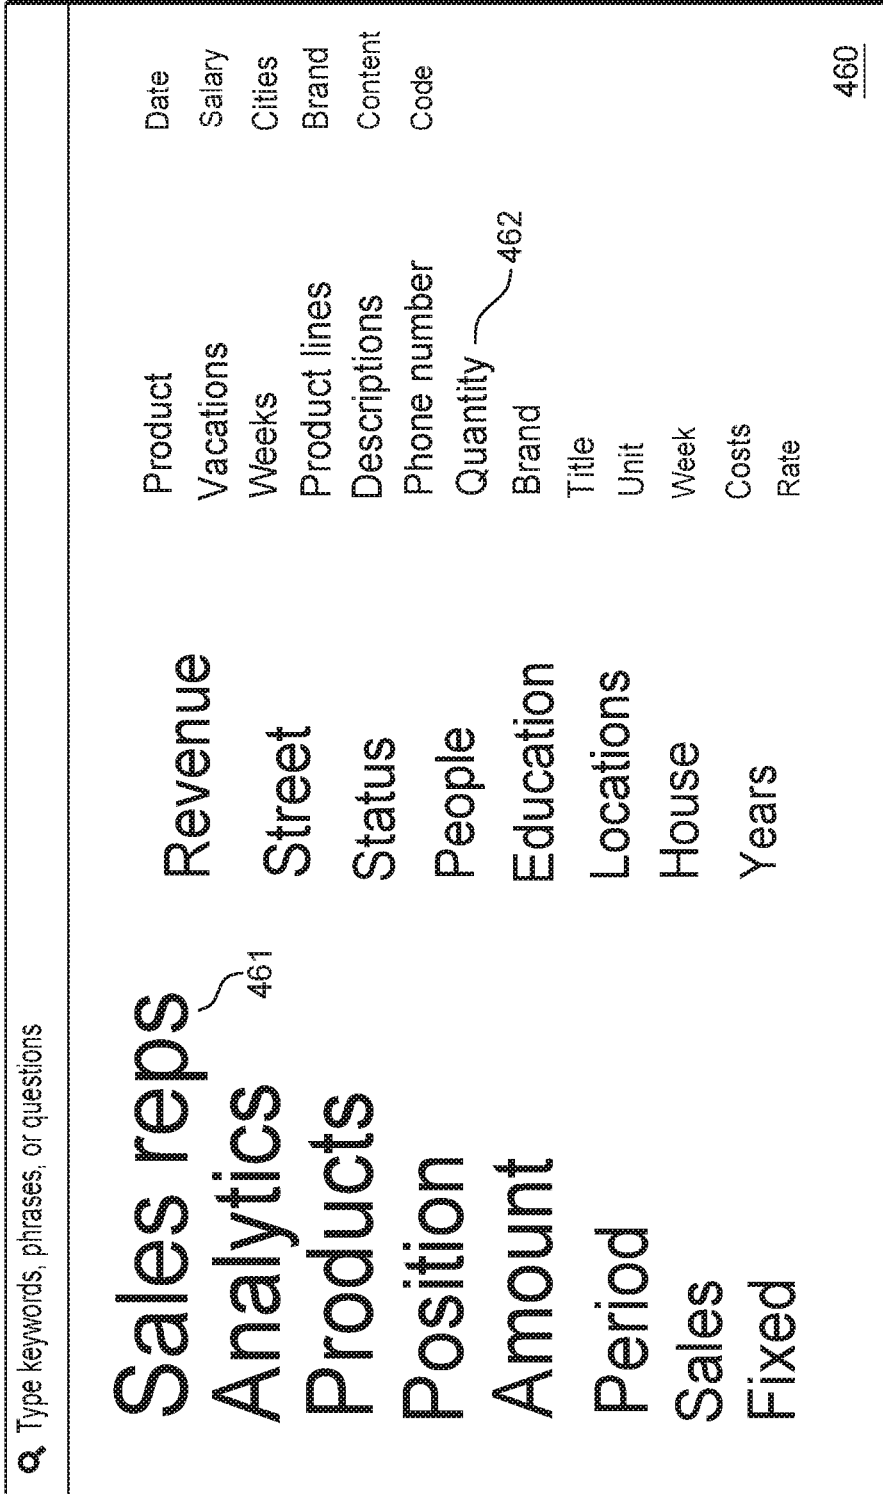 Type keywords, phrases, or questions
Sales reps
461
Analytics
Products
Position
Amount
Period
Sales
Fixed
Revenue
Street
Status
People
Education
Locations
House
Years
Product
Vacations
Weeks
Product lines
Descriptions
Phone number
Quantity
462
Brand
Title
Unit
Week
Costs
Rate
Date
Salary
Cities
Brand
Content
Code
460